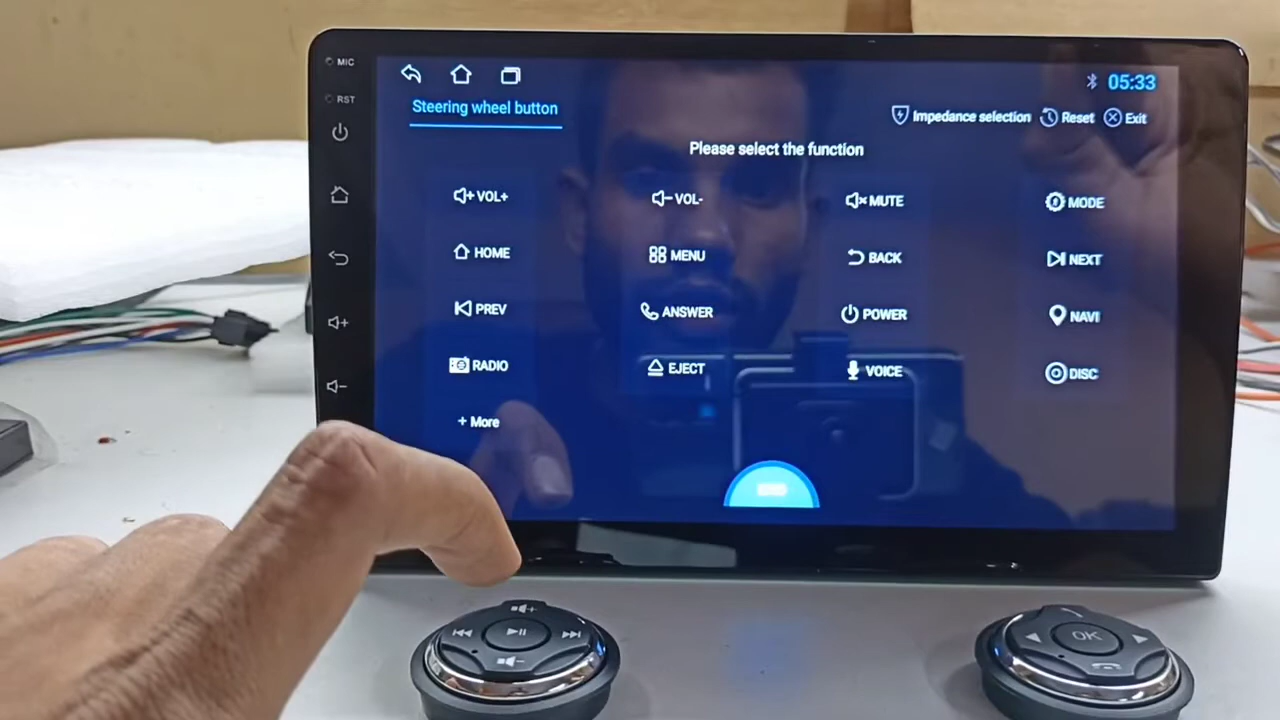 MIC
RST
05:33
Steering wheel button
Impedance selection Reset Exit
Please select the function
VOL+ VOL- MUTE MODE
HOME MENU BACK NEXT
PREV ANSWER POWER NAVI
RADIO EJECT VOICE DISC
+ More
OK